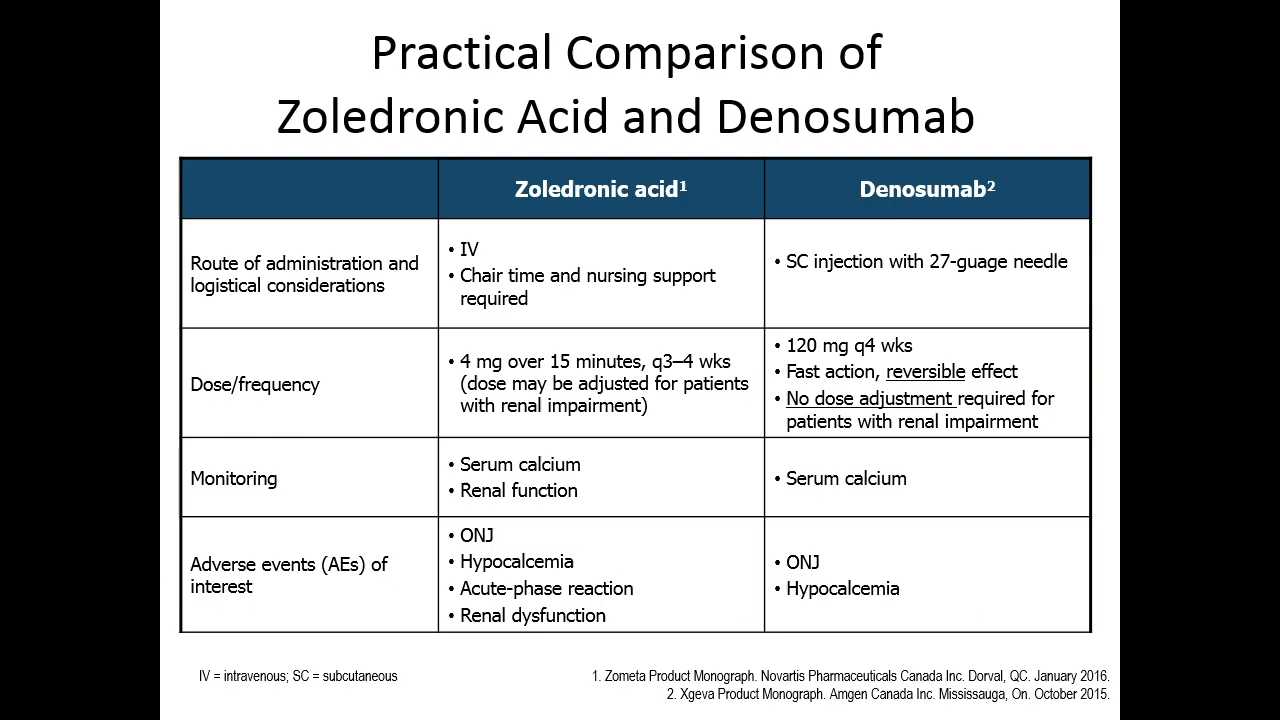 Practical Comparison of
Zoledronic Acid and Denosumab
Zoledronic acid¹
Denosumab²
Route of administration and
logistical considerations
• IV
• Chair time and nursing support
required
• SC injection with 27-guage needle
Dose/frequency
• 4 mg over 15 minutes, q3–4 wks
(dose may be adjusted for patients
with renal impairment)
• 120 mg q4 wks
• Fast action, reversible effect
• No dose adjustment required for
patients with renal impairment
Monitoring
• Serum calcium
• Renal function
• Serum calcium
Adverse events (AEs) of
interest
• ONJ
• Hypocalcemia
• Acute-phase reaction
• Renal dysfunction
• ONJ
• Hypocalcemia
IV = intravenous; SC = subcutaneous
1. Zometa Product Monograph. Novartis Pharmaceuticals Canada Inc. Dorval, QC. January 2016.
2. Xgeva Product Monograph. Amgen Canada Inc. Mississauga, On. October 2015.